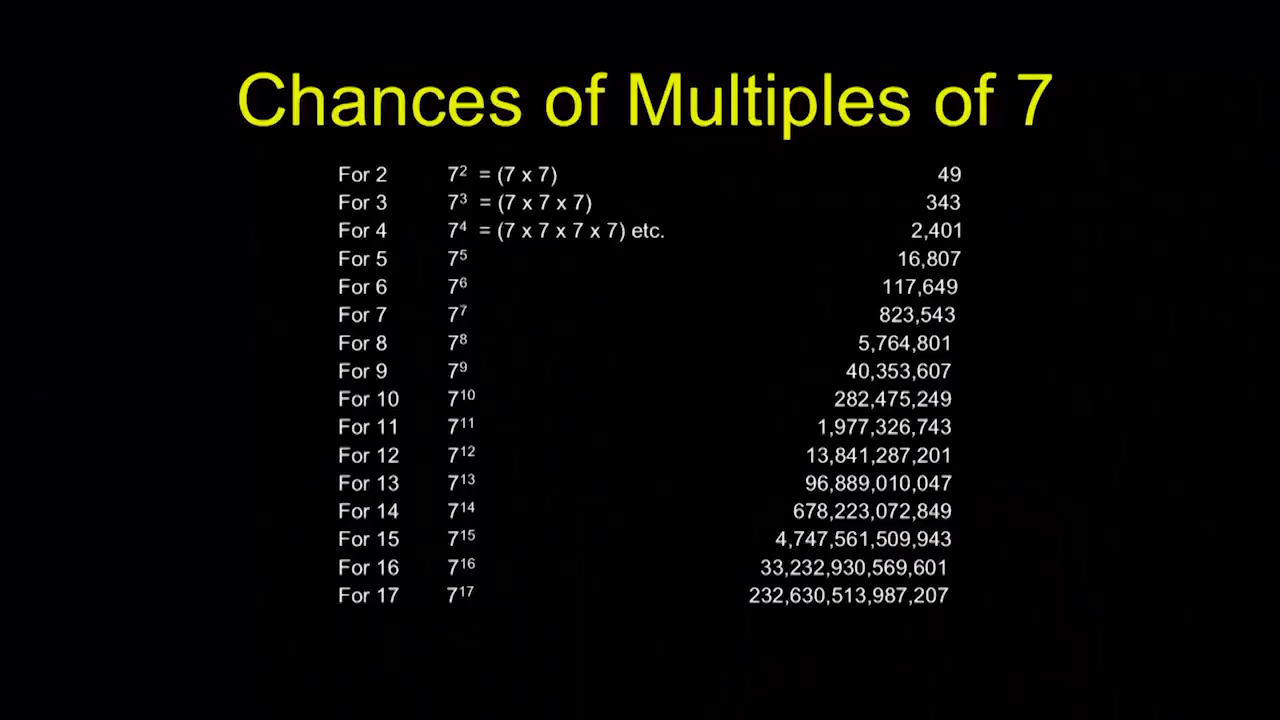 Chances of Multiples of 7
For 2 7² = (7 x 7) 49
For 3 7³ = (7 x 7 x 7) 343
For 4 7⁴ = (7 x 7 x 7 x 7) etc. 2,401
For 5 7⁵ 16,807
For 6 7⁶ 117,649
For 7 7⁷ 823,543
For 8 7⁸ 5,764,801
For 9 7⁹ 40,353,607
For 10 7¹⁰ 282,475,249
For 11 7¹¹ 1,977,326,743
For 12 7¹² 13,841,287,201
For 13 7¹³ 96,889,010,047
For 14 7¹⁴ 678,223,072,849
For 15 7¹⁵ 4,747,561,509,943
For 16 7¹⁶ 33,232,930,569,601
For 17 7¹⁷ 232,630,513,987,207